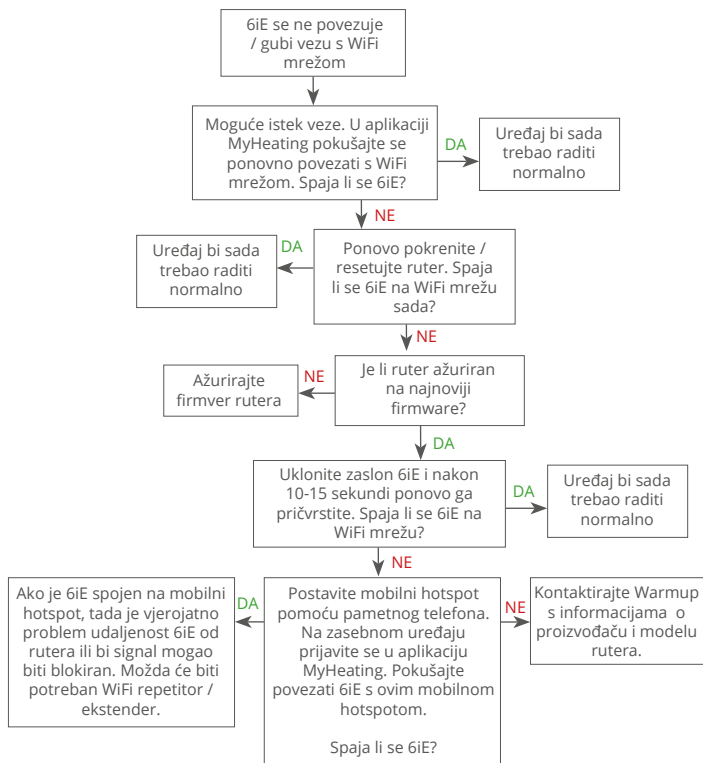 6iE se ne povezuje
/ gubi vezu s WiFi
mrežom
Moguće istek veze. U aplikaciji
MyHeating pokušajte se
ponovno povezati s WiFi
mrežom. Spaja li se 6iE?
DA
Uređaj bi sada
trebao raditi
normalno
NE
Uređaj bi sada
trebao raditi
normalno
DA
Ponovo pokrenite /
resetujte ruter. Spaja
li se 6iE na WiFi mrežu
sada?
NE
Ažurirajte
firmver rutera
NE
Je li ruter ažuriran
na najnoviji
firmware?
DA
Uklonite zaslon 6iE i nakon
10-15 sekundi ponovo ga
pričvrstite. Spaja li se 6iE na
WiFi mrežu?
DA
Uređaj bi sada
trebao raditi
normalno
NE
Ako je 6iE spojen na mobilni
hotspot, tada je vjerojatno
problem udaljenost 6iE od
rutera ili bi signal mogao
biti blokiran. Možda će biti
potreban WiFi repetitor /
ekstender.
DA
Postavite mobilni hotspot
pomoću pametnog telefona.
Na zasebnom uređaju
prijavite se u aplikaciju
MyHeating. Pokušajte
povezati 6iE s ovim mobilnom
hotspotom.
Spaja li se 6iE?
NE
Kontaktirajte Warmup
s informacijama o
proizvođaču i modelu
rutera.